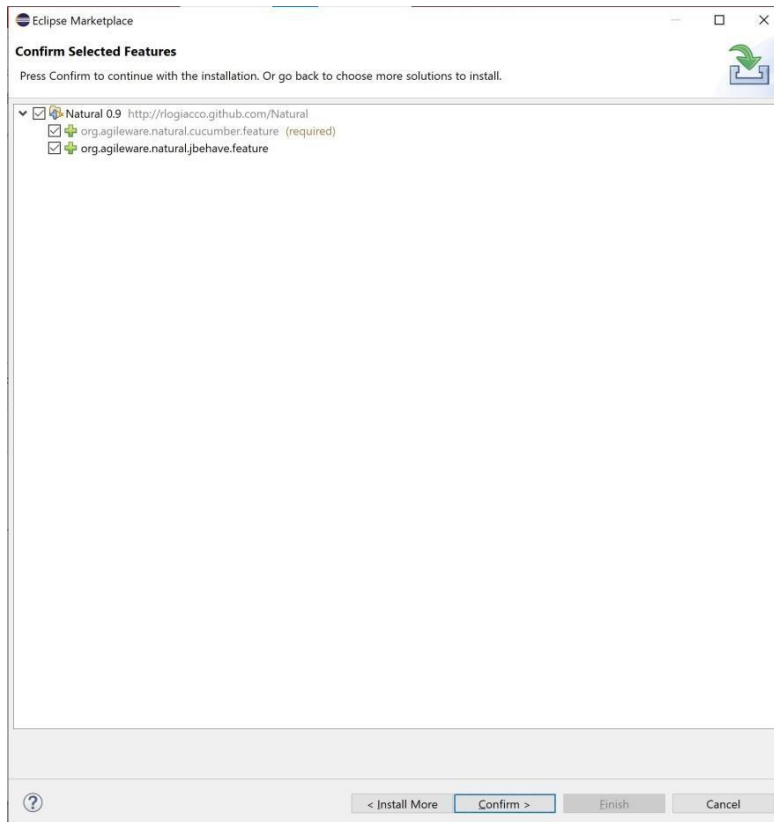 Eclipse Marketplace
Confirm Selected Features
Press Confirm to continue with the installation. Or go back to choose more solutions to install.
Natural 0.9 http://rlogiacco.github.com/Natural
org.agileware.natural.cucumber.feature (required)
org.agileware.natural.jbehave.feature
< Install More Confirm > Finish Cancel